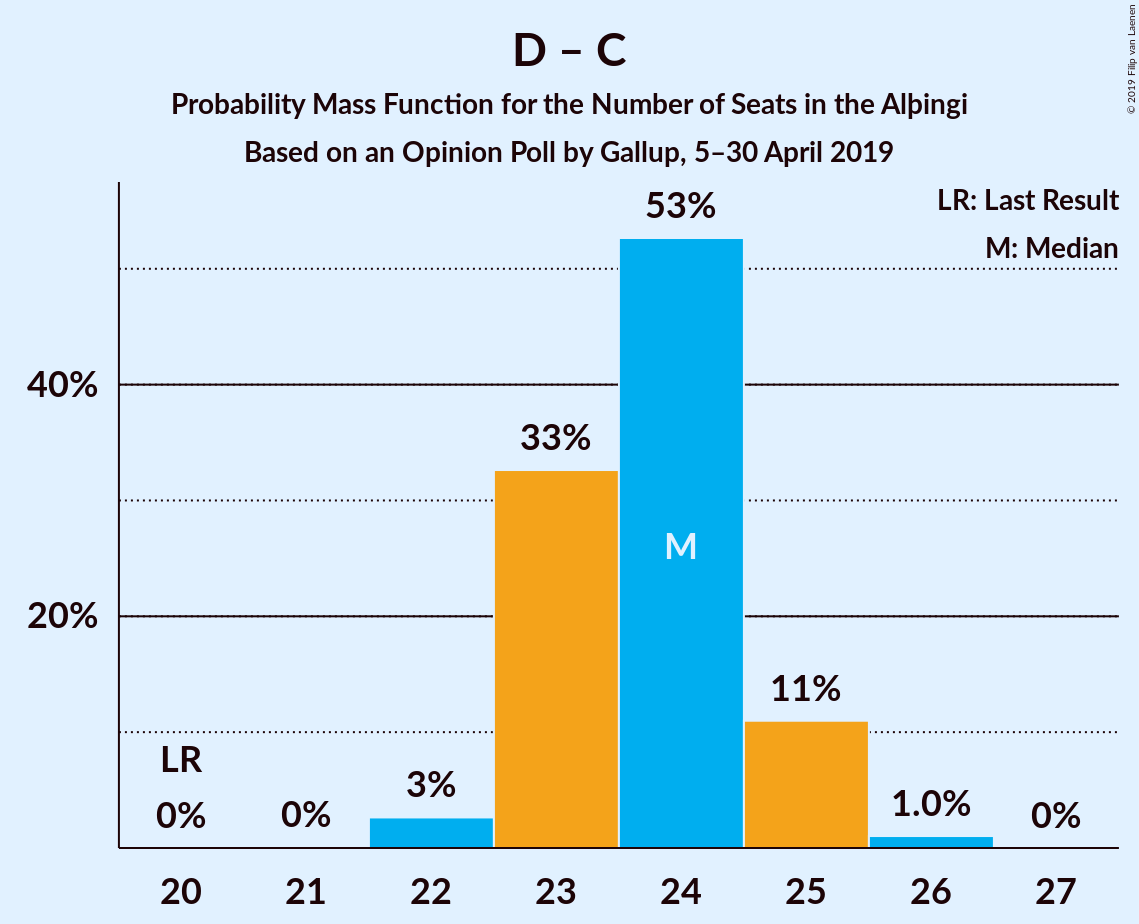 D – C
Probability Mass Function for the Number of Seats in the Alþingi
Based on an Opinion Poll by Gallup, 5–30 April 2019
© 2019 Filip van Laenen
LR: Last Result
M: Median
53%
40%
33%
M
20%
11%
LR
3%
1.0%
0%
0%
0%
20 21 22 23 24 25 26 27